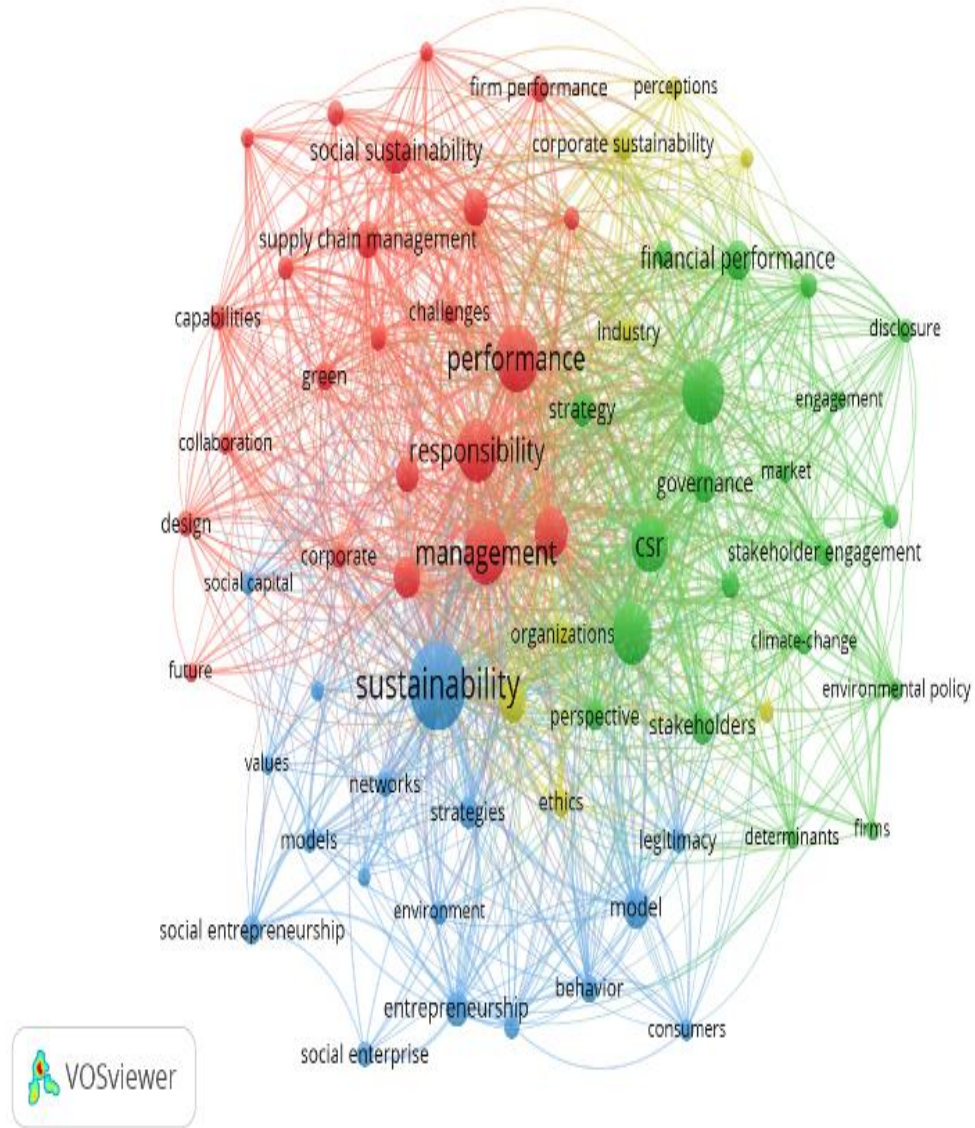 firm performance
perceptions
social sustainability
corporate sustainability
supply chain management
financial performance
capabilities
challenges
industry
disclosure
performance
green
strategy
engagement
collaboration
responsibility
governance
market
design
corporate
management
csr
stakeholder engagement
social capital
organizations
climate-change
future
sustainability
environmental policy
perspective
stakeholders
values
networks
strategies
ethics
models
legitimacy
determinants
firms
social entrepreneurship
environment
model
entrepreneurship
behavior
consumers
social enterprise
VOSviewer